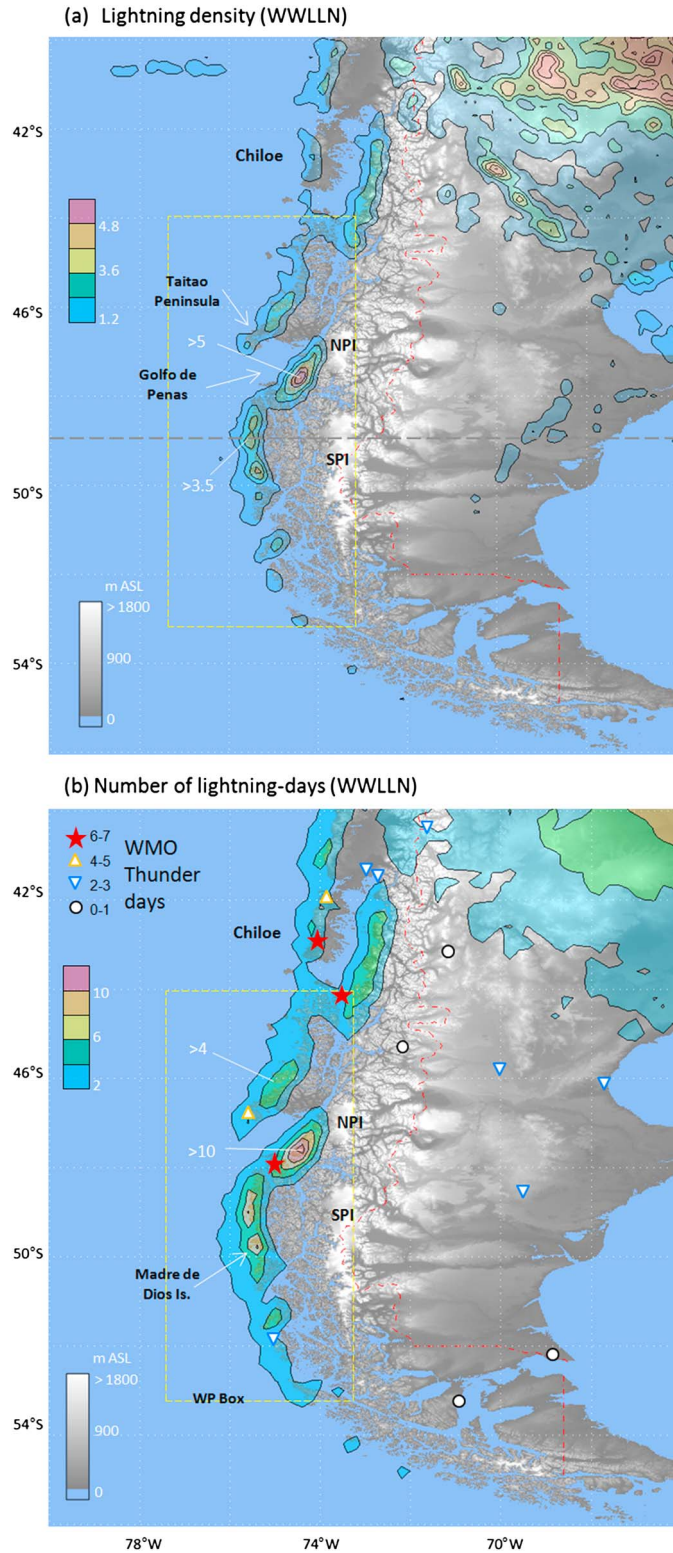 (a) Lightning density (WWLLN)
42°S
Chiloe
4.8
3.6
1.2
Taitao
Peninsula
46°S
>5
NPI
Golfo de
Penas
SPI
50°S
>3.5
m ASL
> 1800
900
0
54°S
(b) Number of lightning-days (WWLLN)
6-7
4-5
2-3
0-1
WMO
Thunder
days
42°S
Chiloe
10
6
2
>4
46°S
NPI
>10
SPI
50°S
Madre de
Dios Is.
m ASL
> 1800
900
0
WP Box
54°S
78°W
74°W
70°W